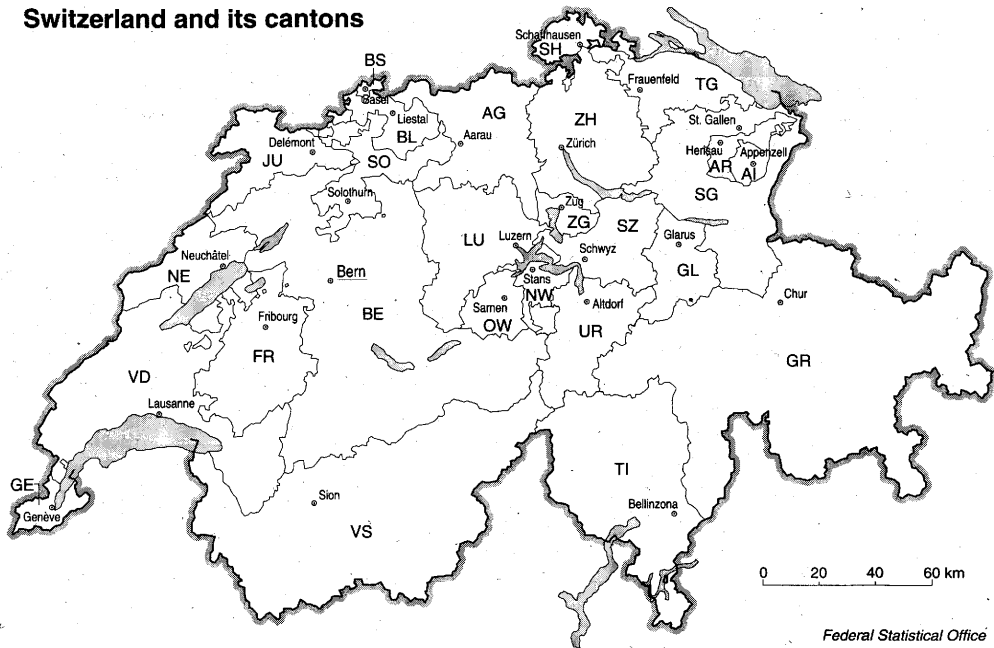 Switzerland and its cantons
Schaffhausen
SH
BS
Basel
Frauenfeld
TG
AG
Liestal
BL
ZH
St. Gallen
Aarau
Delémont
JU
SO
Zürich
Herisau
Appenzell
AR
AI
SG
Solothurn
Zug
ZG
SZ
LU
Luzern
Glarus
Schwyz
Neuchâtel
NE
Bern
GL
Stans
NW
Chur
Sarnen
Altdorf
OW
BE
Fribourg
UR
FR
GR
VD
Lausanne
TI
GE
Sion
Genève
Bellinzona
VS
0 20 40 60 km
Federal Statistical Office